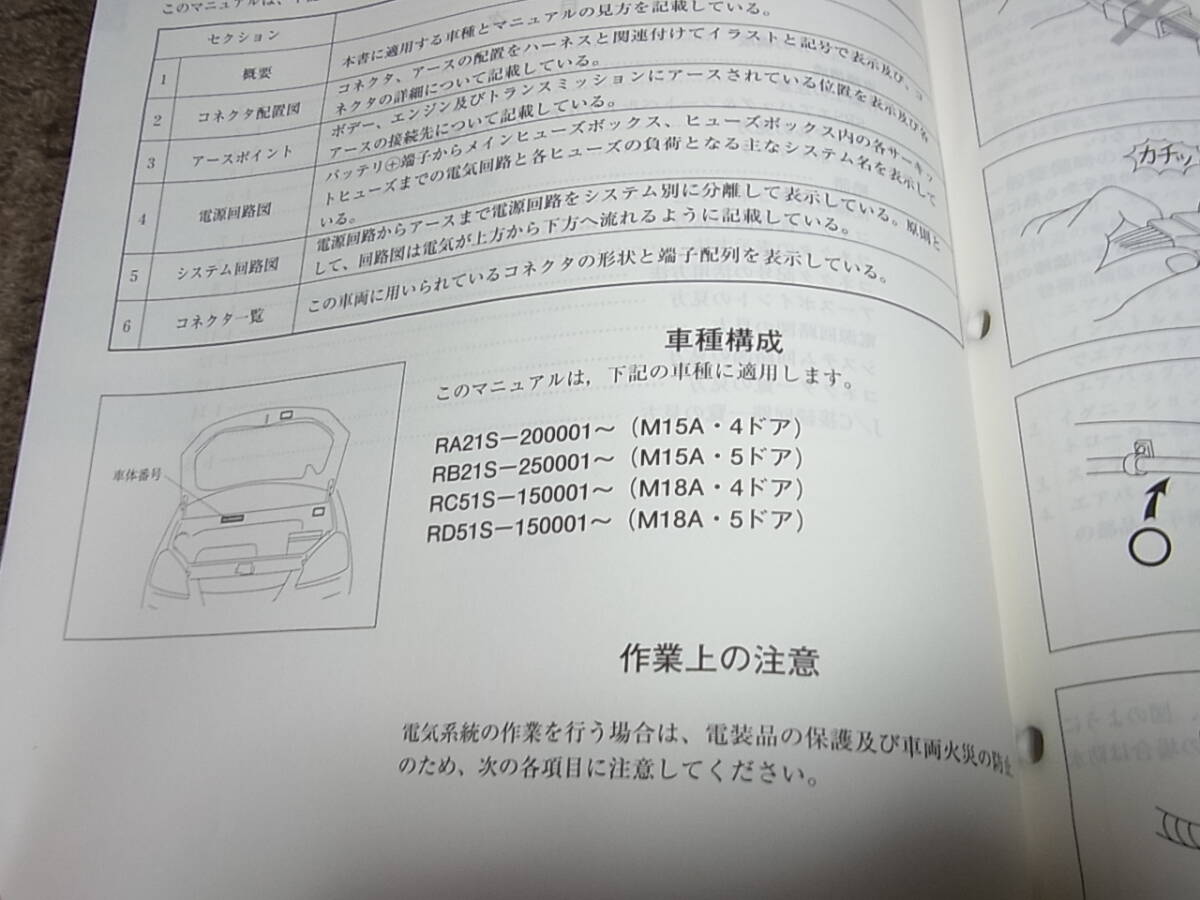 このマニュアルは、下記
セクション
1 概要 本書に適用する車種とマニュアルの見方を記載している。
2 コネクタ配置図 コネクタ、アースの配置をハーネスと関連付けてイラストと記号で表示及び、コ
ネクタの詳細について記載している。
3 アースポイント ボデー、エンジン及びトランスミッションにアースされている位置を表示及び各
アースの接続先について記載している。
4 電源回路図 バッテリ⊕端子からメインヒューズボックス、ヒューズボックス内の各サーキッ
トヒューズまでの電気回路と各ヒューズの負荷となる主なシステム名を表示して
いる。
5 システム回路図 電源回路からアースまで電源回路をシステム別に分離して表示している。原則と
して、回路図は電気が上方から下方へ流れるように記載している。
6 コネクタ一覧 この車両に用いられているコネクタの形状と端子配列を表示している。
車種構成
このマニュアルは，下記の車種に適用します。
RA21S－200001～（M15A・4ドア）
RB21S－250001～（M15A・5ドア）
RC51S－150001～（M18A・4ドア）
RD51S－150001～（M18A・5ドア）
車体番号
作業上の注意
電気系統の作業を行う場合は、電装品の保護及び車両火災の防止
のため、次の各項目に注意してください。
カチッ